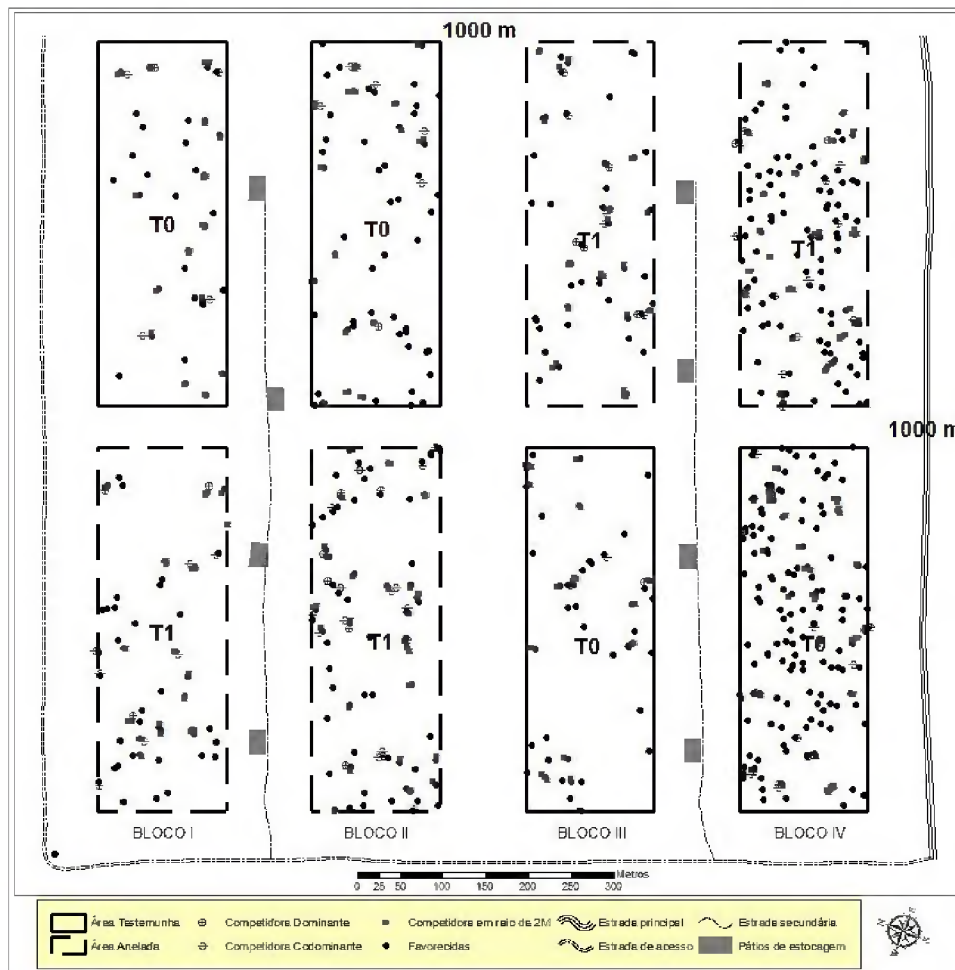 1000 m
T0
T0
T1
T1
1000 m
T1
T1
T0
T0
BLOCO I
BLOCO II
BLOCO III
BLOCO IV
Metros
0 25 50 100 150 200 250 300
Área Testemunha
Competidora Dominante
Competidora em raio de 2M
Estrada principal
Estrada secundária
Área Anelada
Competidora Codominante
Favorecidas
Estrada de acesso
Pátios de estocagem